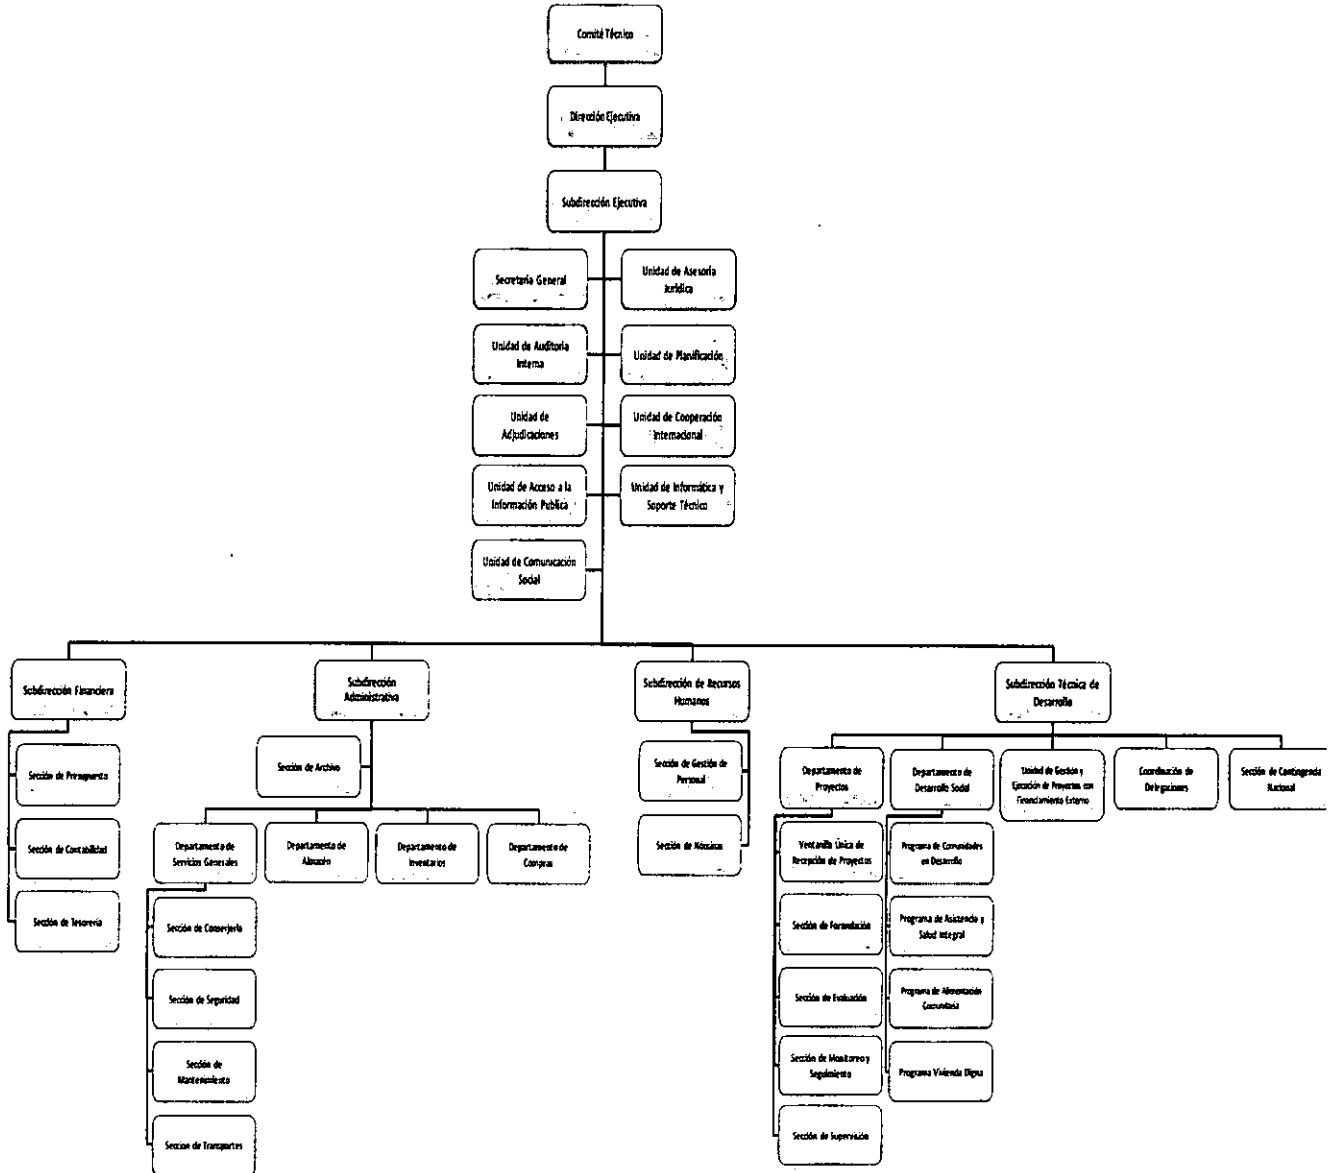 Comité Técnico
Dirección Ejecutiva
Subdirección Ejecutiva
Secretaría General
Unidad de Asesoría
Jurídica
Unidad de Auditoria
Interna
Unidad de Planificación
Unidad de
Adjudicaciones
Unidad de Cooperación
Internacional
Unidad de Acceso a la
Información Publica
Unidad de Informática y
Soporte Técnico
Unidad de Comunicación
Social
Subdirección Financiera
Subdirección
Administrativa
Subdirección de Recursos
Humanos
Subdirección Técnica de
Desarrollo
Sección de Presupuesto
Sección de Contabilidad
Sección de Tesorería
Sección de Archivo
Departamento de
Servicios Generales
Departamento de
Almacén
Departamento de
Inventarios
Departamento de
Compras
Sección de Conserjería
Sección de Seguridad
Sección de
Mantenimiento
Seccion de Transportes
Sección de Gestión de
Personal
Sección de Nóminas
Departamento de
Proyectos
Departamento de
Desarrollo Social
Unidad de Gestión y
Ejecución de Proyectos con
Financiamiento Externo
Coordinación de
Delegaciones
Sección de Contingencia
Nacional
Ventanilla Única de
Recepción de Proyectos
Sección de Formulación
Sección de Evaluación
Sección de Monitoreo y
Seguimiento
Sección de Supervisión
Programa de Comunidades
en Desarrollo
Programa de Asistencia y
Salud Integral
Programa de Alimentación
Comunitaria
Programa Vivienda Digna